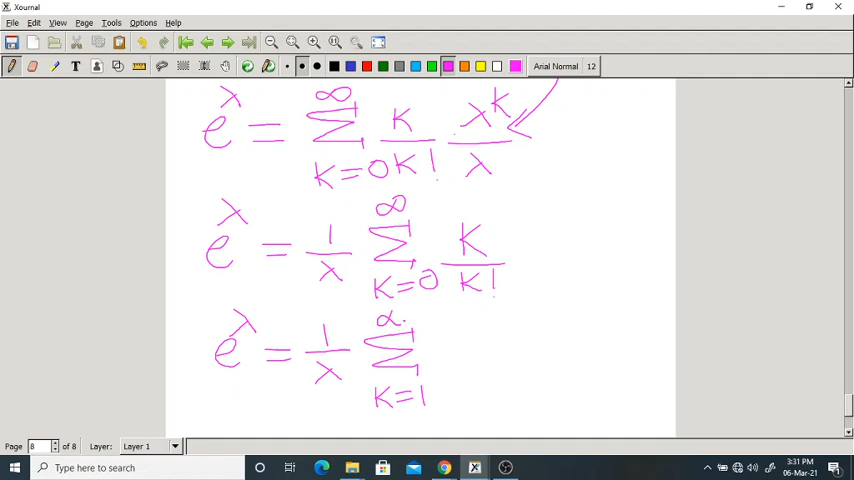 Xournal
File Edit View Page Tools Options Help
Arial Normal 12
e^λ = ∑_{K=0}^{∞} K/K! λ^K/λ
e^λ = 1/λ ∑_{K=0}^{∞} K/K!
e^λ = 1/λ ∑_{K=1}^{α}
Page 8 of 8 Layer: Layer 1
Type here to search
3:31 PM
06-Mar-21